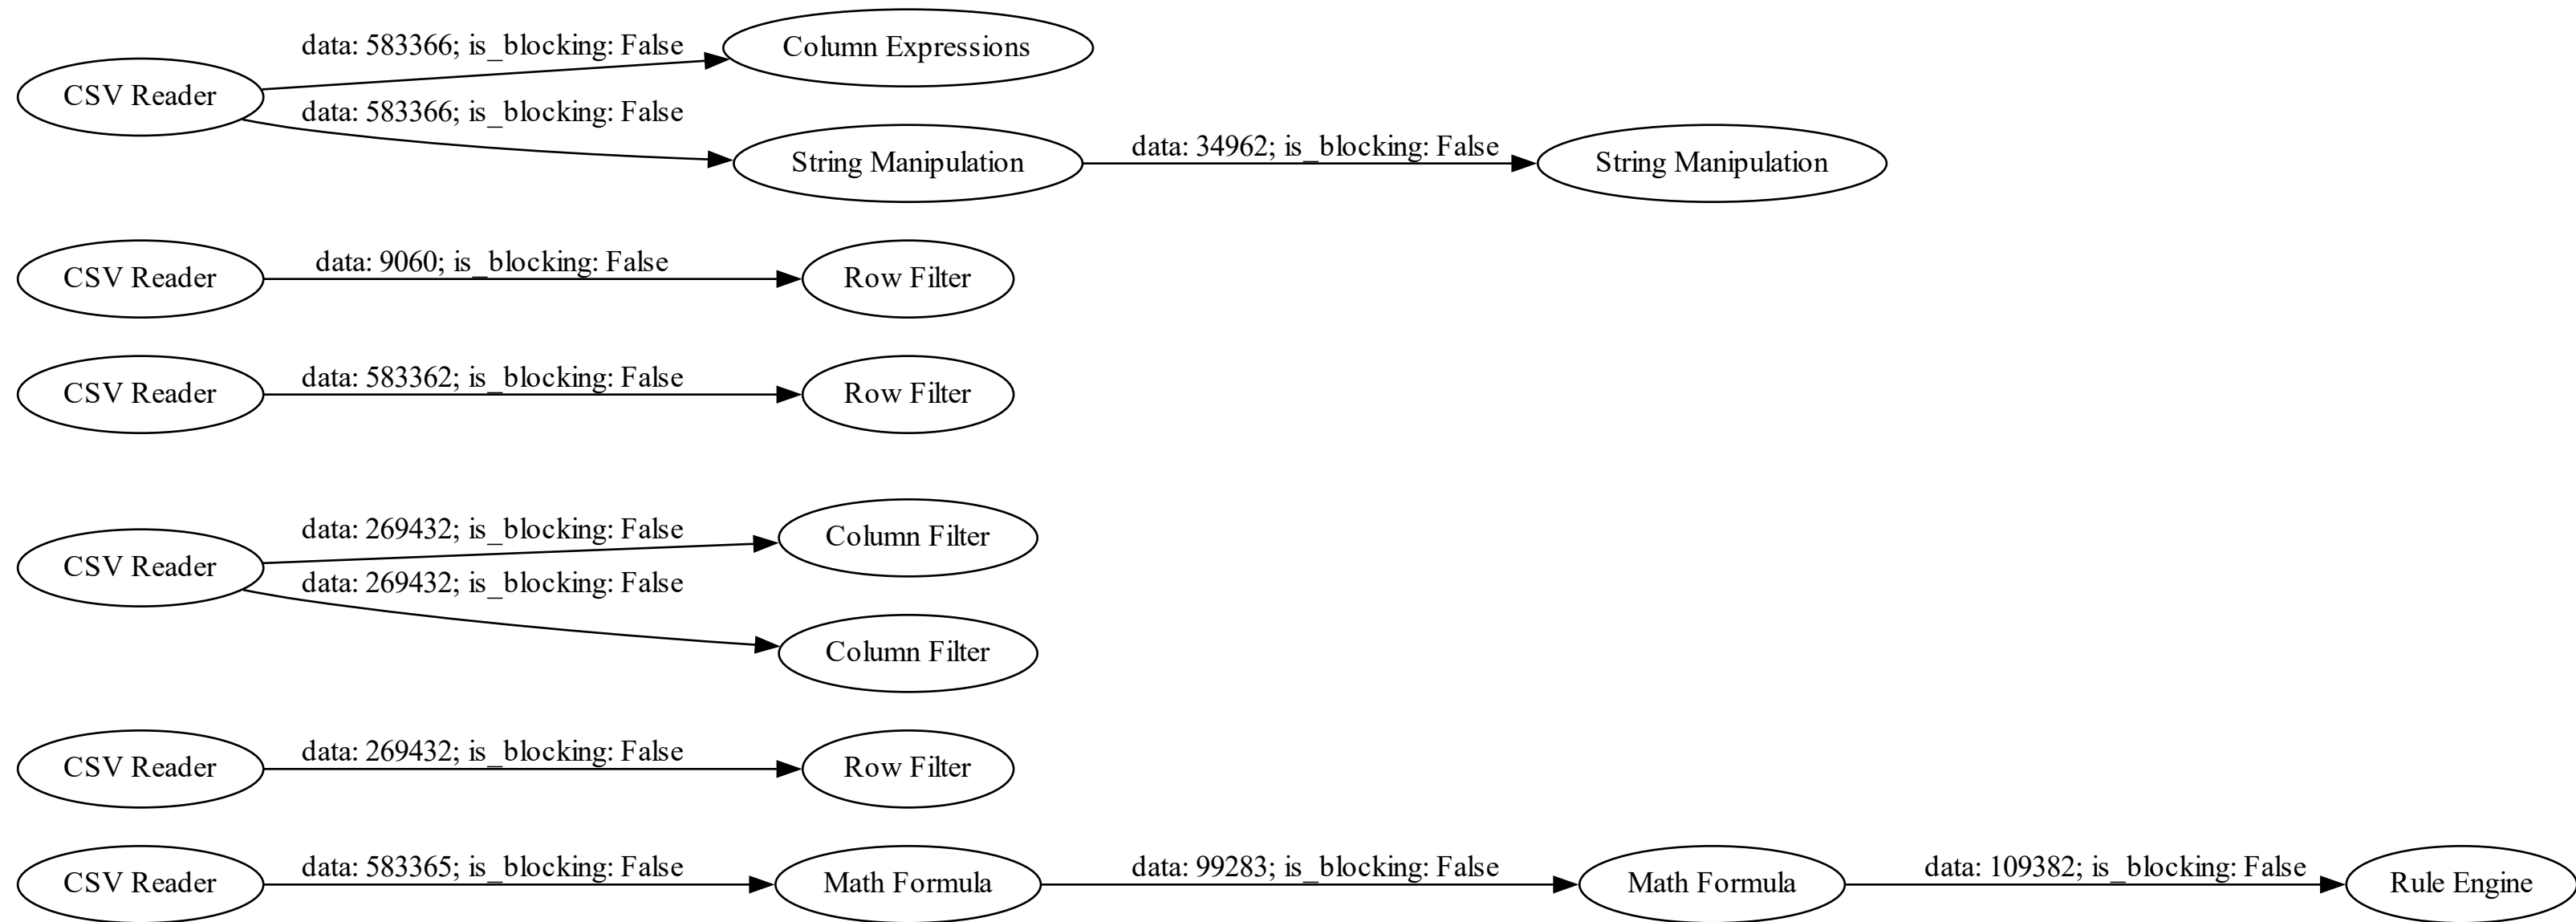 data: 583366; is_blocking: False
Column Expressions
CSV Reader
data: 583366; is_blocking: False
String Manipulation
data: 34962; is_blocking: False
String Manipulation
CSV Reader
data: 9060; is_blocking: False
Row Filter
CSV Reader
data: 583362; is_blocking: False
Row Filter
CSV Reader
data: 269432; is_blocking: False
Column Filter
data: 269432; is_blocking: False
Column Filter
CSV Reader
data: 269432; is_blocking: False
Row Filter
CSV Reader
data: 583365; is_blocking: False
Math Formula
data: 99283; is_blocking: False
Math Formula
data: 109382; is_blocking: False
Rule Engine